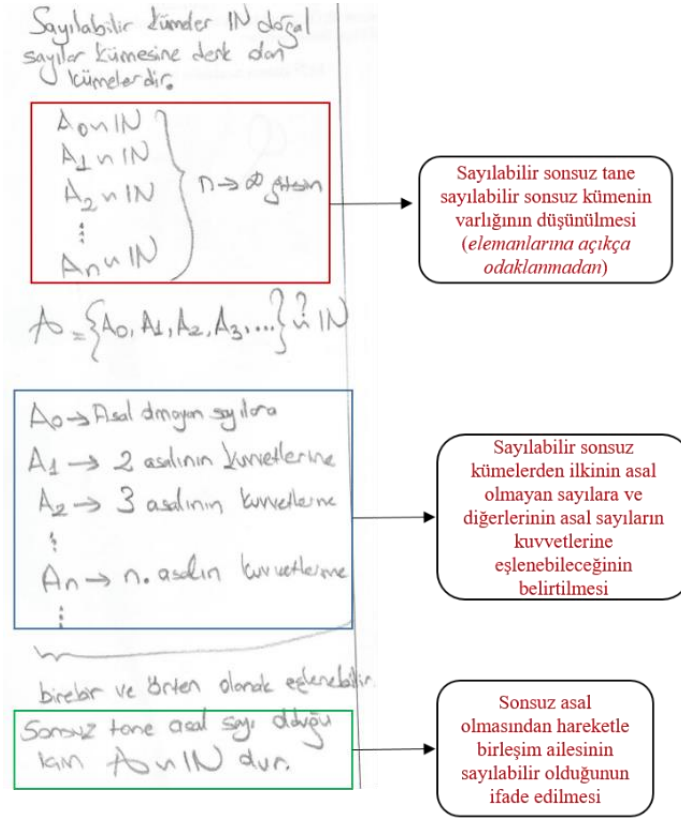 Sayılabilir kümeler IN doğal
sayılar kümesine denk olan
kümelerdir.
A0 ~ IN
A1 ~ IN
A2 ~ IN
⋮
An ~ IN
n → ∞ gitsin
Sayılabilir sonsuz tane
sayılabilir sonsuz kümenin
varlığının düşünülmesi
(elemanlarına açıkça
odaklanmadan)
A = {A0, A1, A2, A3, ...} ~? IN
A0 → Asal olmayan sayılara
A1 → 2 asalının kuvvetlerine
A2 → 3 asalının kuvvetlerine
⋮
An → n. asalın kuvvetlerine
⋮
Sayılabilir sonsuz
kümelerden ilkinin asal
olmayan sayılara ve
diğerlerinin asal sayıların
kuvvetlerine
eşlenebileceğinin
belirtilmesi
birebir ve örten olarak eşlenebilir.
Sonsuz tane asal sayı olduğu
için A ~ IN dur.
Sonsuz asal
olmasından hareketle
birleşim ailesinin
sayılabilir olduğunun
ifade edilmesi